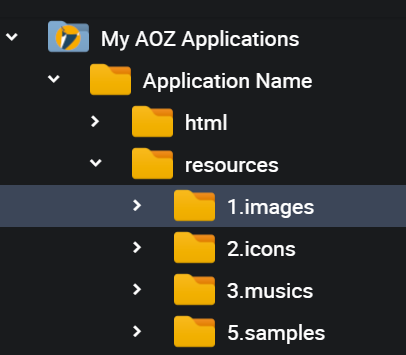 My AOZ Applications
Application Name
html
resources
1.images
2.icons
3.musics
5.samples